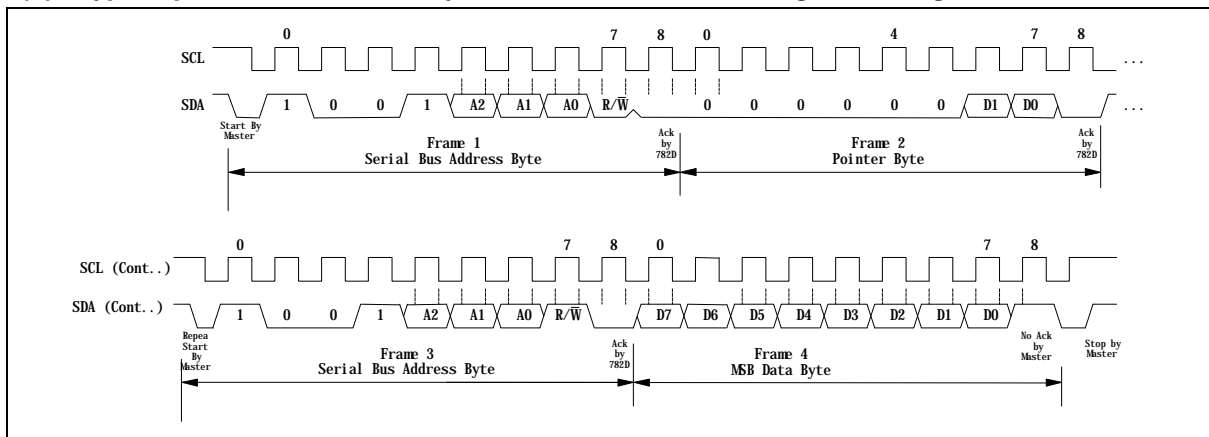 0 7 8 0 4 7 8
SCL ...
SDA 1 0 0 1 A2 A1 A0 R/W̅ 0 0 0 0 0 0 D1 D0 ...
Start By
Master
Frame 1
Serial Bus Address Byte
Ack
by
782D
Frame 2
Pointer Byte
Ack
by
782D
0 7 8 0 7 8
SCL (Cont..)
SDA (Cont..) 1 0 0 1 A2 A1 A0 R/W̅ D7 D6 D5 D4 D3 D2 D1 D0
Repea
Start
By
Master
Frame 3
Serial Bus Address Byte
Ack
by
782D
Frame 4
MSB Data Byte
No Ack
by
Master
Stop by
Master